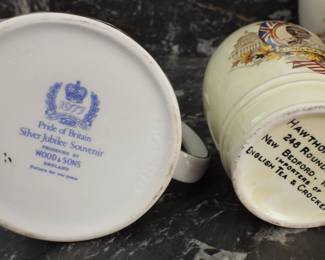 1977
Pride of Britain
Silver Jubilee Souvenir
PRODUCED BY
WOOD & SONS
ENGLAND
HAWTHO
246 ROUN
NEW BEDFORD,
IMPORTERS OF
ENGLISH TEA & CROCKE